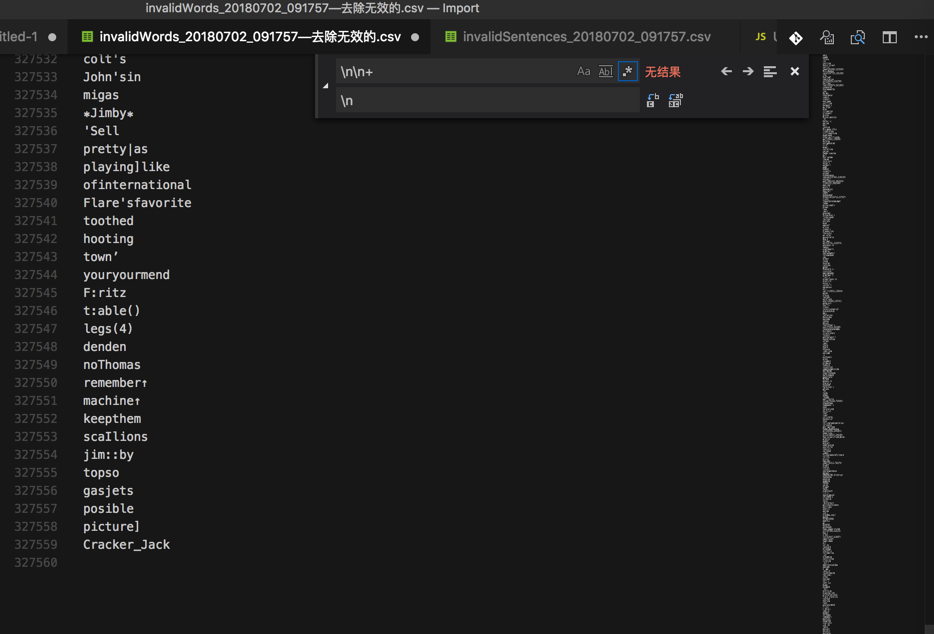 invalidWords_20180702_091757—去除无效的.csv — Import
itled-1 invalidWords_20180702_091757—去除无效的.csv invalidSentences_20180702_091757.csv JS
\n\n+ Aa Abl .* 无结果
\n
327532 colt's
327533 John'sin
327534 migas
327535 *Jimby*
327536 'Sell
327537 pretty|as
327538 playing]like
327539 ofinternational
327540 Flare'sfavorite
327541 toothed
327542 hooting
327543 town’
327544 youryourmend
327545 F:ritz
327546 t:able()
327547 legs(4)
327548 denden
327549 noThomas
327550 remember↑
327551 machine↑
327552 keepthem
327553 scaIlions
327554 jim::by
327555 topso
327556 gasjets
327557 posible
327558 picture]
327559 Cracker_Jack
327560